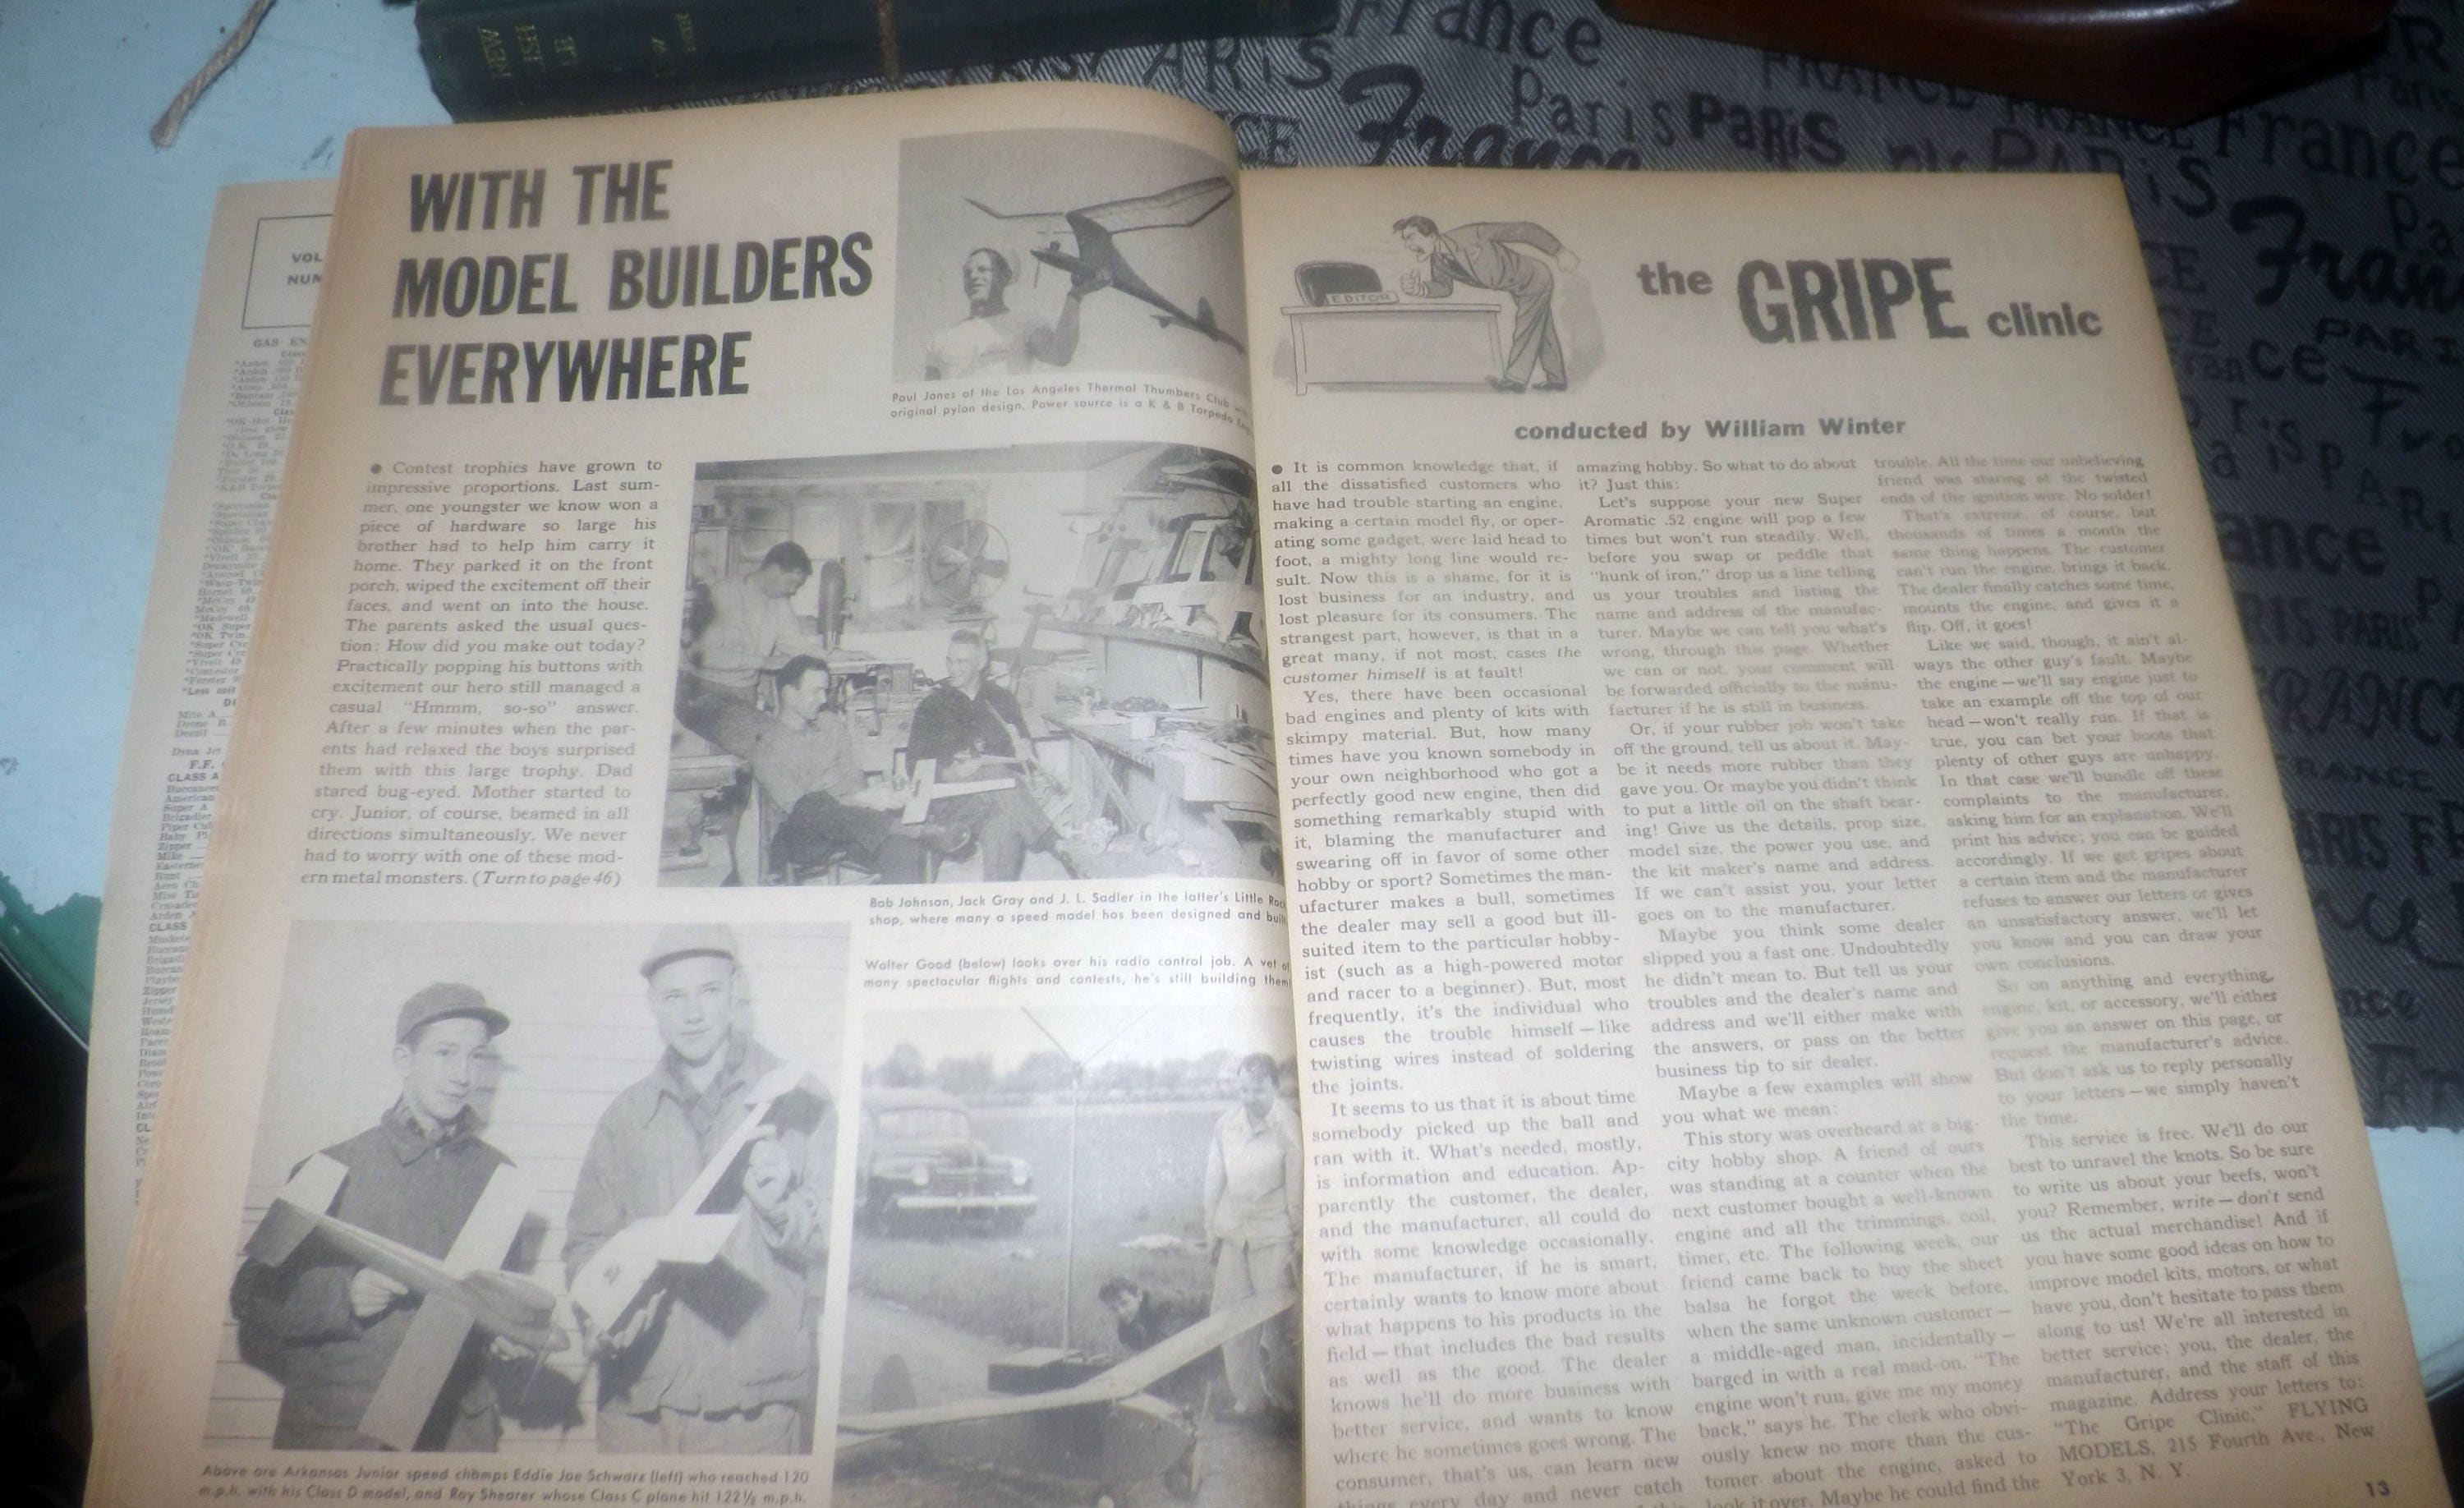 NEW
VOL
NUM
GAS EN
CLASS A
CLASS
WITH THE
MODEL BUILDERS
EVERYWHERE
Paul Jones of the Los Angeles Thermal Thumbers Club
original pylon design. Power source is a K & B Torpedo
● Contest trophies have grown to
impressive proportions. Last sum-
mer, one youngster we know won a
piece of hardware so large his
brother had to help him carry it
home. They parked it on the front
porch, wiped the excitement off their
faces, and went on into the house.
The parents asked the usual ques-
tion: How did you make out today?
Practically popping his buttons with
excitement our hero still managed a
casual "Hmmm, so-so" answer.
After a few minutes when the par-
ents had relaxed the boys surprised
them with this large trophy. Dad
stared bug-eyed. Mother started to
cry. Junior, of course, beamed in all
directions simultaneously. We never
had to worry with one of these mod-
ern metal monsters. (Turn to page 46)
Bob Johnson, Jack Gray and J. L. Sadler in the latter's Little
shop, where many a speed model has been designed and
Walter Good (below) looks over his radio control job. A vet
many spectacular flights and contests, he's still building
Above are Arkansas Junior speed champs Eddie Joe Schwarz (left) who reached 120
m.p.h. with his Class D model, and Ray Shearer whose Class C plane hit 122½ m.p.h.
EDITOR
the GRIPE clinic
conducted by William Winter
● It is common knowledge that, if
all the dissatisfied customers who
have had trouble starting an engine,
making a certain model fly, or oper-
ating some gadget, were laid head to
foot, a mighty long line would re-
sult. Now this is a shame, for it is
lost business for an industry, and
lost pleasure for its consumers. The
strangest part, however, is that in a
great many, if not most, cases the
customer himself is at fault!
Yes, there have been occasional
bad engines and plenty of kits with
skimpy material. But, how many
times have you known somebody in
your own neighborhood who got a
perfectly good new engine, then did
something remarkably stupid with
it, blaming the manufacturer and
swearing off in favor of some other
hobby or sport? Sometimes the man-
ufacturer makes a bull, sometimes
the dealer may sell a good but ill-
suited item to the particular hobby-
ist (such as a high-powered motor
and racer to a beginner). But, most
frequently, it's the individual who
causes the trouble himself — like
twisting wires instead of soldering
the joints.
It seems to us that it is about time
somebody picked up the ball and
ran with it. What's needed, mostly,
is information and education. Ap-
parently the customer, the dealer,
and the manufacturer, all could do
with some knowledge occasionally.
The manufacturer, if he is smart,
certainly wants to know more about
what happens to his products in the
field — that includes the bad results
as well as the good. The dealer
knows he'll do more business with
better service, and wants to know
where he sometimes goes wrong. The
consumer, that's us, can learn new
things every day and never catch
amazing hobby. So what to do about
it? Just this:
Let's suppose your new Super
Aromatic .52 engine will pop a few
times but won't run steadily. Well,
before you swap or peddle that
"hunk of iron," drop us a line telling
us your troubles and listing the
name and address of the manufac-
turer. Maybe we can tell you what's
wrong, through this page. Whether
we can or not, your comment will
be forwarded officially to the manu-
facturer if he is still in business.
Or, if your rubber job won't take
off the ground, tell us about it. May-
be it needs more rubber than they
gave you. Or maybe you didn't think
to put a little oil on the shaft bear-
ing! Give us the details, prop size,
model size, the power you use, and
the kit maker's name and address.
If we can't assist you, your letter
goes on to the manufacturer.
Maybe you think some dealer
slipped you a fast one. Undoubtedly
he didn't mean to. But tell us your
troubles and the dealer's name and
address and we'll either make with
the answers, or pass on the better
business tip to sir dealer.
Maybe a few examples will show
you what we mean:
This story was overheard at a big-
city hobby shop. A friend of ours
was standing at a counter when the
next customer bought a well-known
engine and all the trimmings, coil,
timer, etc. The following week, our
friend came back to buy the sheet
balsa he forgot the week before,
when the same unknown customer —
a middle-aged man, incidentally —
barged in with a real mad-on. "The
engine won't run, give me my money
back," says he. The clerk who obvi-
ously knew no more than the cus-
tomer about the engine, asked to
look it over. Maybe he could find the
trouble. All the time our unbelieving
friend was staring at the twisted
ends of the ignition wire. No solder!
That's extreme, of course, but
thousands of times a month the
same thing happens. The customer
can't run the engine, brings it back.
The dealer finally catches some time,
mounts the engine, and gives it a
flip. Off, it goes!
Like we said, though, it ain't al-
ways the other guy's fault. Maybe
the engine — we'll say engine just to
take an example off the top of our
head — won't really run. If that is
true, you can bet your boots that
plenty of other guys are unhappy.
In that case we'll bundle off these
complaints to the manufacturer,
asking him for an explanation. We'll
print his advice; you can be guided
accordingly. If we get gripes about
a certain item and the manufacturer
refuses to answer our letters or gives
an unsatisfactory answer, we'll let
you know and you can draw your
own conclusions.
So on anything and everything,
engine, kit, or accessory, we'll either
give you an answer on this page, or
request the manufacturer's advice.
But don't ask us to reply personally
to your letters — we simply haven't
the time.
This service is free. We'll do our
best to unravel the knots. So be sure
to write us about your beefs, won't
you? Remember, write — don't send
us the actual merchandise! And if
you have some good ideas on how to
improve model kits, motors, or what
have you, don't hesitate to pass them
along to us! We're all interested in
better service; you, the dealer, the
manufacturer, and the staff of this
magazine. Address your letters to:
"The Gripe Clinic," FLYING
MODELS, 215 Fourth Ave., New
York 3, N. Y.
13
France
Paris
PARIS
France